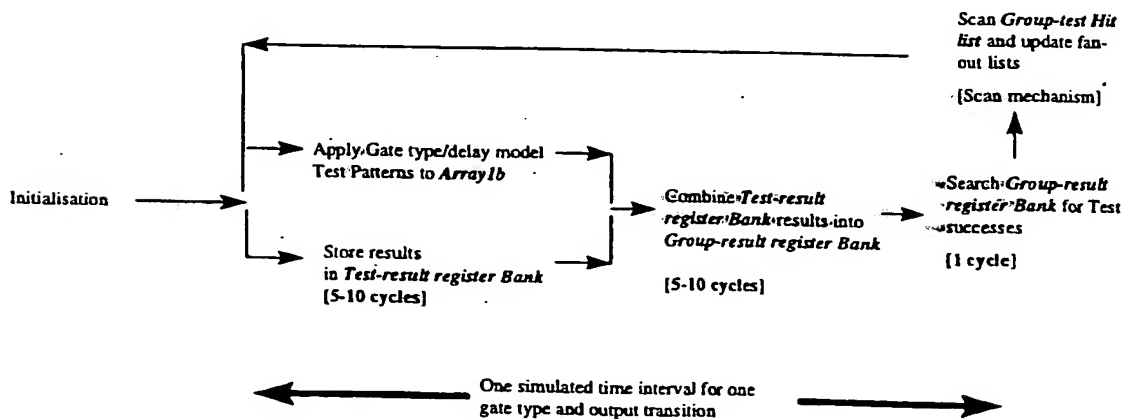 Initialisation
Apply Gate type/delay model
Test Patterns to Array1b
Store results
in Test-result register Bank
[5-10 cycles]
Combine Test-result
register Bank results into
Group-result register Bank
[5-10 cycles]
Search Group-result
register Bank for Test
successes
[1 cycle]
Scan Group-test Hit
list and update fan-
out lists
[Scan mechanism]
One simulated time interval for one
gate type and output transition